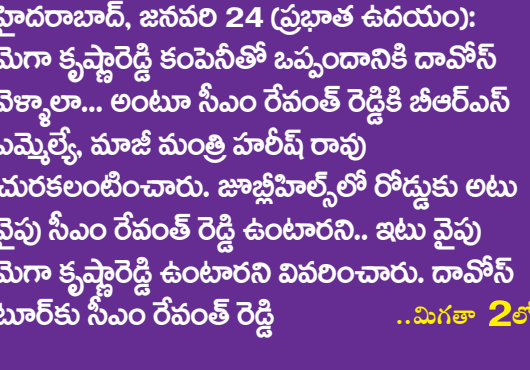 హైదరాబాద్, జనవరి 24 (ప్రభాత ఉదయం):
మెగా కృష్ణారెడ్డి కంపెనీతో ఒప్పందానికి దావోస్
వెళ్ళాలా... అంటూ సీఎం రేవంత్ రెడ్డికి బీఆర్ఎస్
ఎమ్మెల్యే, మాజీ మంత్రి హరీష్ రావు
చురకలంటించారు. జూబ్లీహిల్స్‌లో రోడ్డుకు అటు
వైపు సీఎం రేవంత్ రెడ్డి ఉంటారని.. ఇటు వైపు
మెగా కృష్ణారెడ్డి ఉంటారని వివరించారు. దావోస్
టూర్‌కు సీఎం రేవంత్ రెడ్డి ..మిగతా 2లో